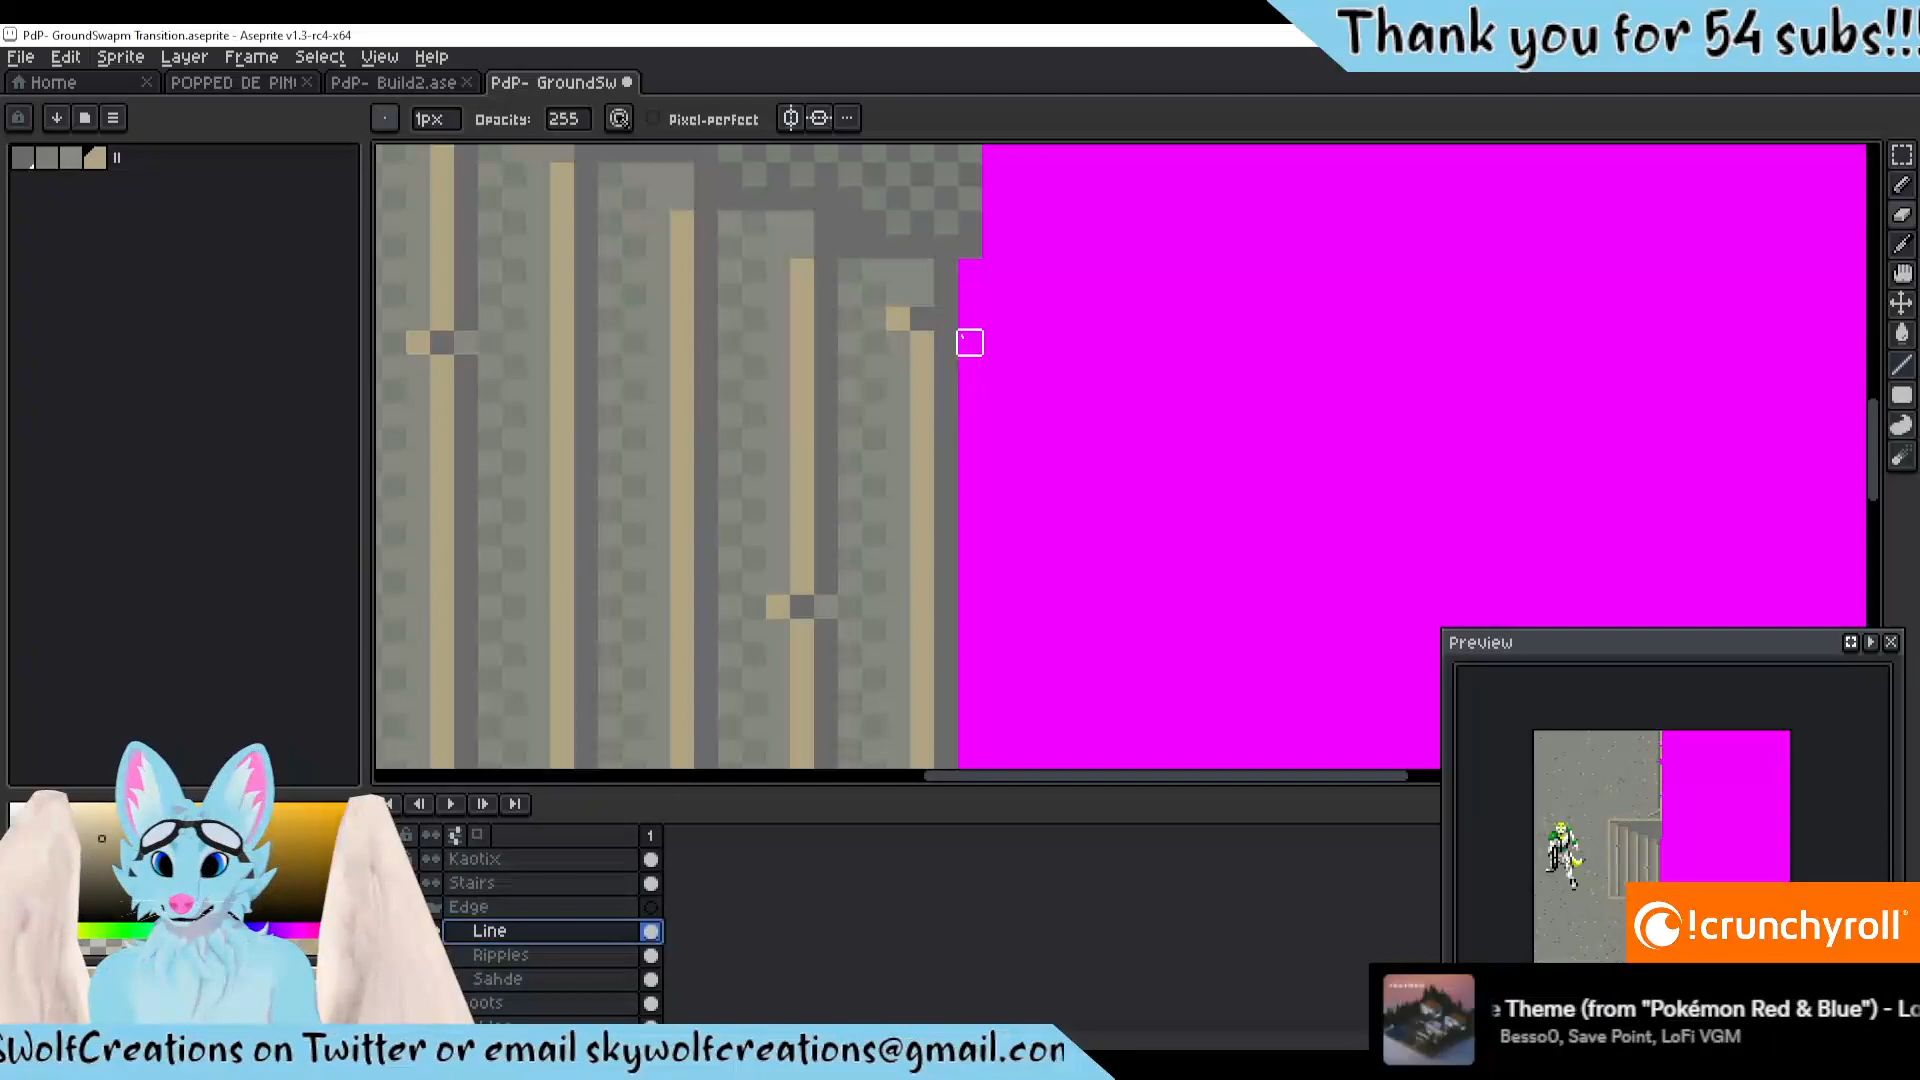 PdP- GroundSwapm Transition.aseprite - Aseprite v1.3-rc4-x64
Thank you for 54 subs!!!
File Edit Sprite Layer Frame Select View Help
Home
POPPED DE PIN
PdP- Build2.ase
PdP- GroundSw
1px
Opacity: 255
Pixel-perfect
Preview
1
Kaotix
Stairs
Edge
Line
Ripples
Sahde
oots
!crunchyroll
Theme (from "Pokémon Red & Blue") - Lo
Besso0, Save Point, LoFi VGM
SWolfCreations on Twitter or email skywolfcreations@gmail.con